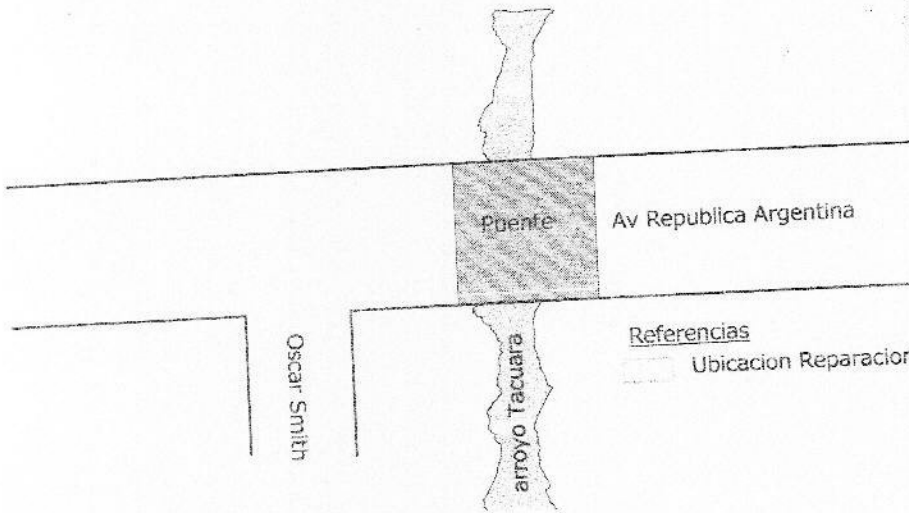 Puente
Av Republica Argentina
Oscar Smith
arroyo Tacuara
Referencias
Ubicacion Reparacion